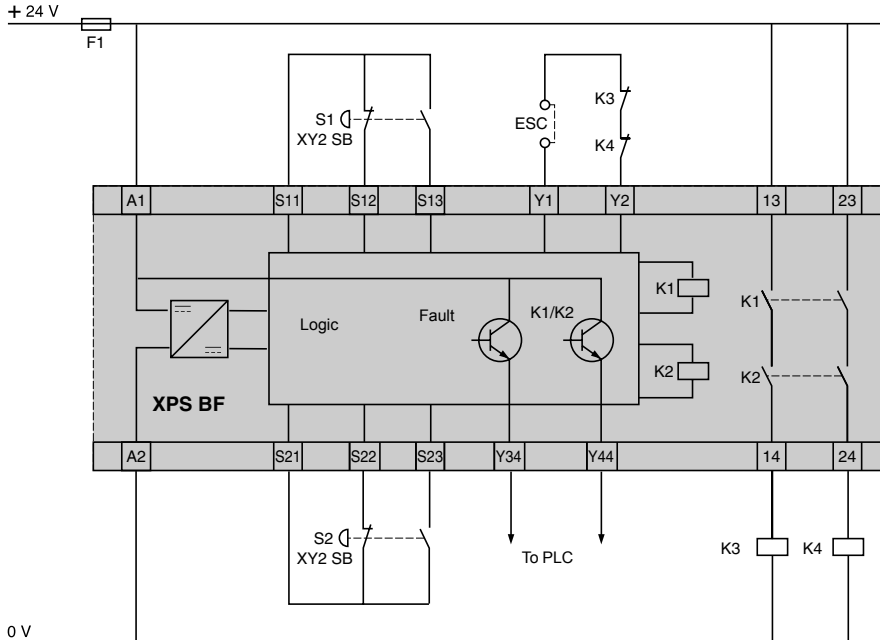 + 24 V
F1
S1
XY2 SB
ESC
K3
K4
A1
S11
S12
S13
Y1
Y2
13
23
Logic
Fault
K1/K2
K1
K2
K1
K2
XPS BF
A2
S21
S22
S23
Y34
Y44
14
24
S2
XY2 SB
To PLC
K3
K4
0 V